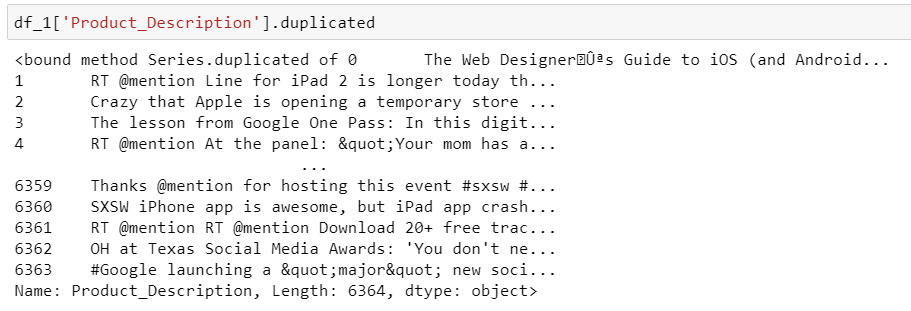 df_1['Product_Description'].duplicated
<bound method Series.duplicated of 0       The Web Designer�Ûªs Guide to iOS (and Android...
1       RT @mention Line for iPad 2 is longer today th...
2       Crazy that Apple is opening a temporary store ...
3       The lesson from Google One Pass: In this digit...
4       RT @mention At the panel: &quot;Your mom has a...
                              ...
6359    Thanks @mention for hosting this event #sxsw #...
6360    SXSW iPhone app is awesome, but iPad app crash...
6361    RT @mention RT @mention Download 20+ free trac...
6362    OH at Texas Social Media Awards: 'You don't ne...
6363    #Google launching a &quot;major&quot; new soci...
Name: Product_Description, Length: 6364, dtype: object>